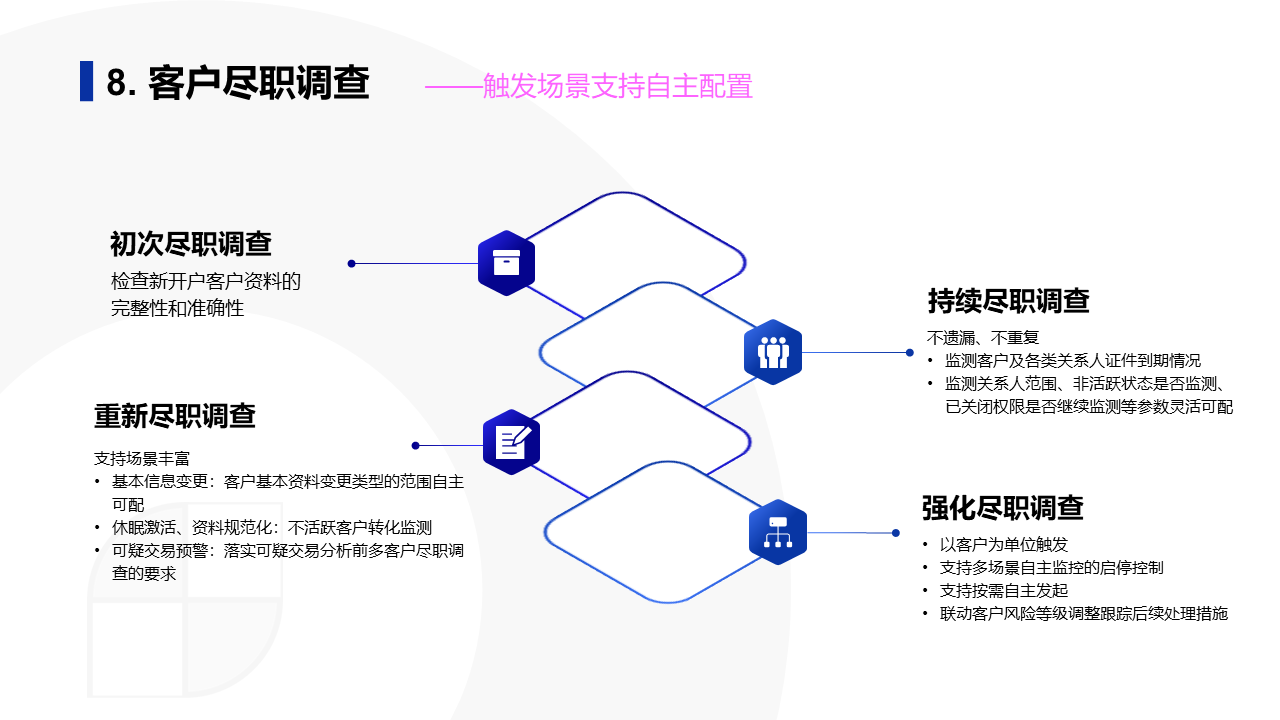 8. 客户尽职调查
——触发场景支持自主配置
初次尽职调查
检查新开户客户资料的
完整性和准确性
持续尽职调查
不遗漏、不重复
• 监测客户及各类关系人证件到期情况
• 监测关系人范围、非活跃状态是否监测、
已关闭权限是否继续监测等参数灵活可配
重新尽职调查
支持场景丰富
• 基本信息变更：客户基本资料变更类型的范围自主
可配
• 休眠激活、资料规范化：不活跃客户转化监测
• 可疑交易预警：落实可疑交易分析前多客户尽职调
查的要求
强化尽职调查
• 以客户为单位触发
• 支持多场景自主监控的启停控制
• 支持按需自主发起
• 联动客户风险等级调整跟踪后续处理措施